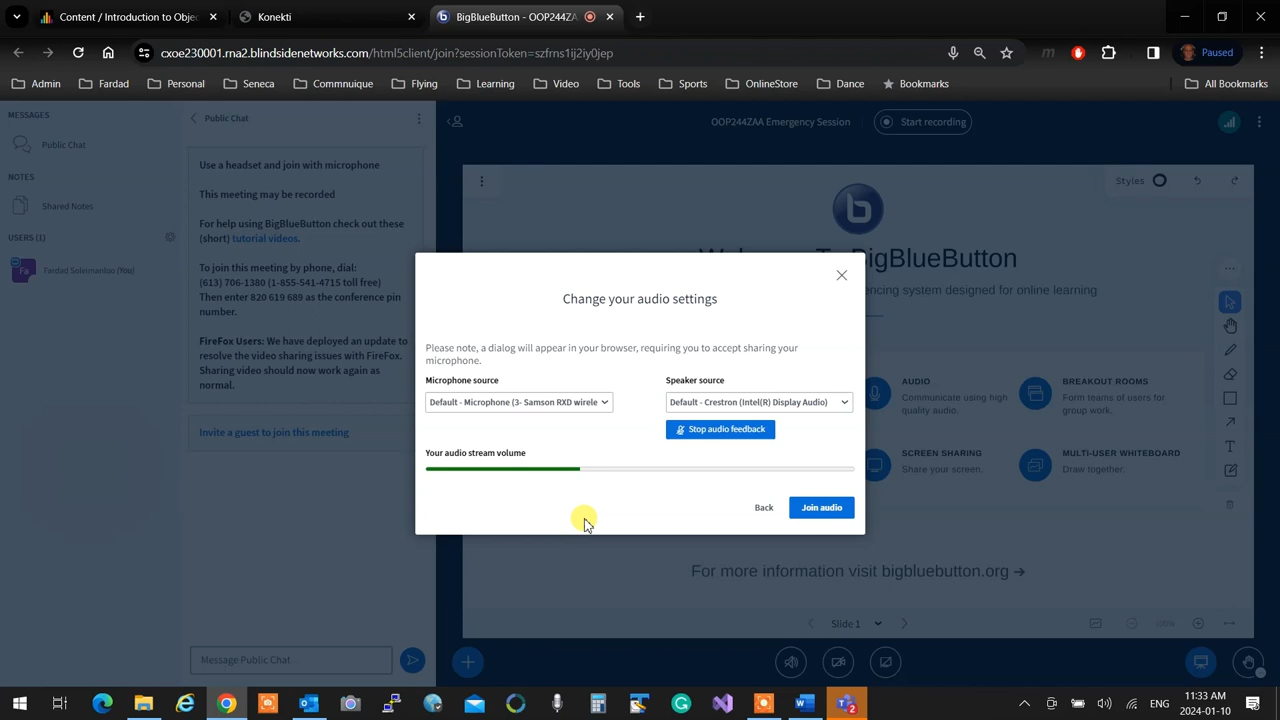 Content / Introduction to Objec
Konekti
BigBlueButton - OOP244ZA
cxoe230001.rna2.blindsidenetworks.com/html5client/join?sessionToken=szfrns1ij2iy0jep
Paused
Admin
Fardad
Personal
Seneca
Commnuique
Flying
Learning
Video
Tools
Sports
OnlineStore
Dance
Bookmarks
All Bookmarks
MESSAGES
Public Chat
NOTES
Shared Notes
USERS (1)
Fa
Fardad Soleimanloo (You)
Public Chat
Use a headset and join with microphone
This meeting may be recorded
For help using BigBlueButton check out these
(short) tutorial videos.
To join this meeting by phone, dial:
(613) 706-1380 (1-855-541-4715 toll free)
Then enter 820 619 689 as the conference pin
number.
FireFox Users: We have deployed an update to
resolve the video sharing issues with FireFox.
Sharing video should now work again as
normal.
Invite a guest to join this meeting
Message Public Chat
OOP244ZAA Emergency Session
Start recording
Styles
b
BigBlueButton
encing system designed for online learning
AUDIO
Communicate using high
quality audio.
BREAKOUT ROOMS
Form teams of users for
group work.
SCREEN SHARING
Share your screen.
MULTI-USER WHITEBOARD
Draw together.
For more information visit bigbluebutton.org →
Slide 1
100%
Change your audio settings
Please note, a dialog will appear in your browser, requiring you to accept sharing your
microphone.
Microphone source
Speaker source
Default - Microphone (3- Samson RXD wirele
Default - Crestron (Intel(R) Display Audio)
Stop audio feedback
Your audio stream volume
Back
Join audio
ENG
11:33 AM
2024-01-10